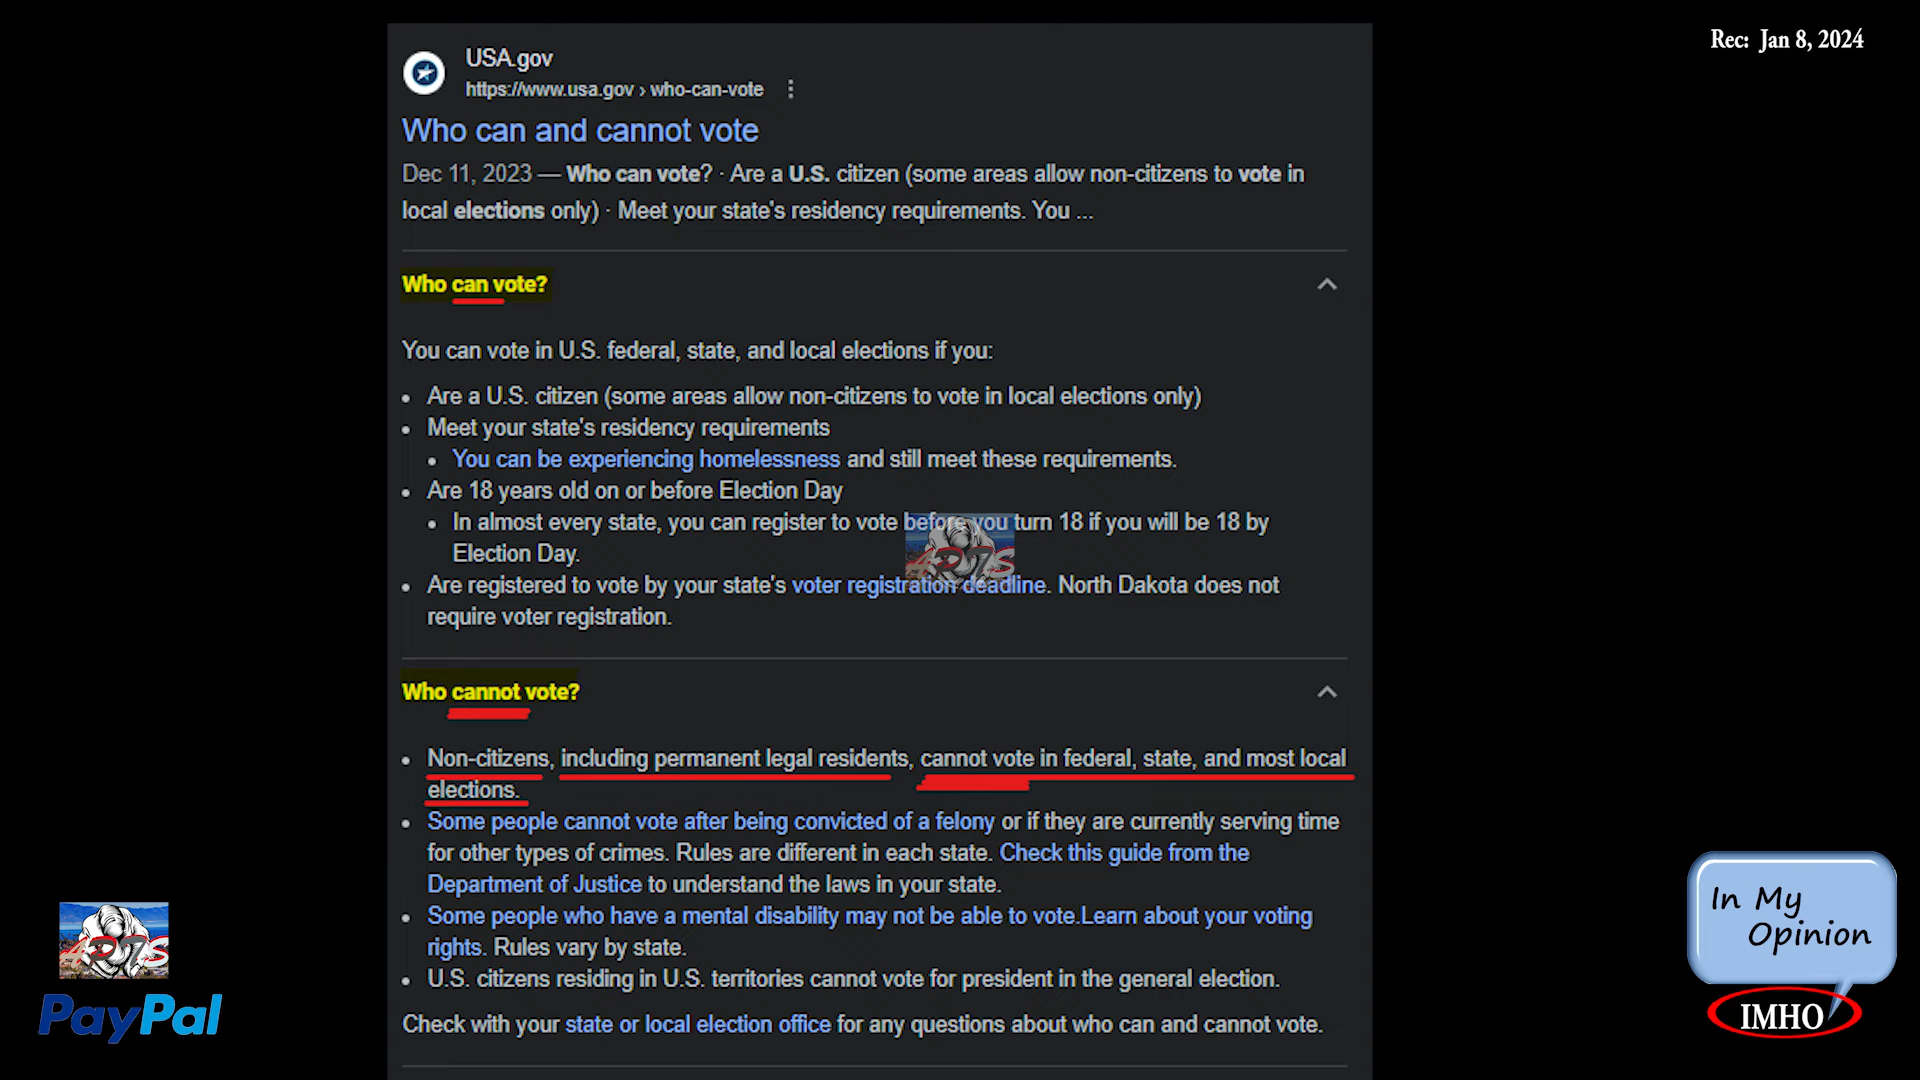 Rec: Jan 8, 2024
USA.gov
https://www.usa.gov › who-can-vote
Who can and cannot vote
Dec 11, 2023 — Who can vote? · Are a U.S. citizen (some areas allow non-citizens to vote in
local elections only) · Meet your state's residency requirements. You ...
Who can vote?
You can vote in U.S. federal, state, and local elections if you:
• Are a U.S. citizen (some areas allow non-citizens to vote in local elections only)
• Meet your state's residency requirements
• You can be experiencing homelessness and still meet these requirements.
• Are 18 years old on or before Election Day
• In almost every state, you can register to vote before you turn 18 if you will be 18 by
Election Day.
• Are registered to vote by your state's voter registration deadline. North Dakota does not
require voter registration.
Who cannot vote?
• Non-citizens, including permanent legal residents, cannot vote in federal, state, and most local
elections.
• Some people cannot vote after being convicted of a felony or if they are currently serving time
for other types of crimes. Rules are different in each state. Check this guide from the
Department of Justice to understand the laws in your state.
• Some people who have a mental disability may not be able to vote.Learn about your voting
rights. Rules vary by state.
• U.S. citizens residing in U.S. territories cannot vote for president in the general election.
Check with your state or local election office for any questions about who can and cannot vote.
PayPal
In My
Opinion
IMHO